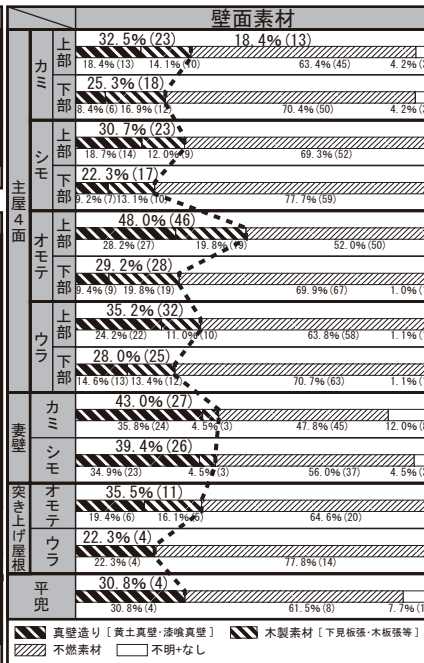 壁面素材
主屋4面
カミ
上部
32.5%(23) 18.4%(13)
18.4%(13) 14.1%(10) 63.4%(45) 4.2%(3
下部
25.3%(18)
8.4%(6) 16.9%(12) 70.4%(50) 4.2%(3
シモ
上部
30.7%(23)
18.7%(14) 12.0%(9) 69.3%(52)
下部
22.3%(17)
9.2%(7) 13.1%(10) 77.7%(59)
オモテ
上部
48.0%(46)
28.2%(27) 19.8%(19) 52.0%(50)
下部
29.2%(28)
9.4%(9) 19.8%(19) 69.9%(67) 1.0%(
ウラ
上部
35.2%(32)
24.2%(22) 11.0%(10) 63.8%(58) 1.1%(
下部
28.0%(25)
14.6%(13) 13.4%(12) 70.7%(63) 1.1%(
妻壁
カミ
43.0%(27)
35.8%(24) 4.5%(3) 47.8%(45) 12.0%(8
シモ
39.4%(26)
34.9%(23) 4.5%(3) 56.0%(37) 4.5%(3
突き上げ屋根
オモテ
35.5%(11)
19.4%(6) 16.1%(5) 64.6%(20)
ウラ
22.3%(4)
22.3%(4) 77.8%(14)
平兜
30.8%(4)
30.8%(4) 61.5%(8) 7.7%(1
真壁造り [黄土真壁・漆喰真壁] 木製素材 [下見板張・木板張等]
不燃素材 不明+なし